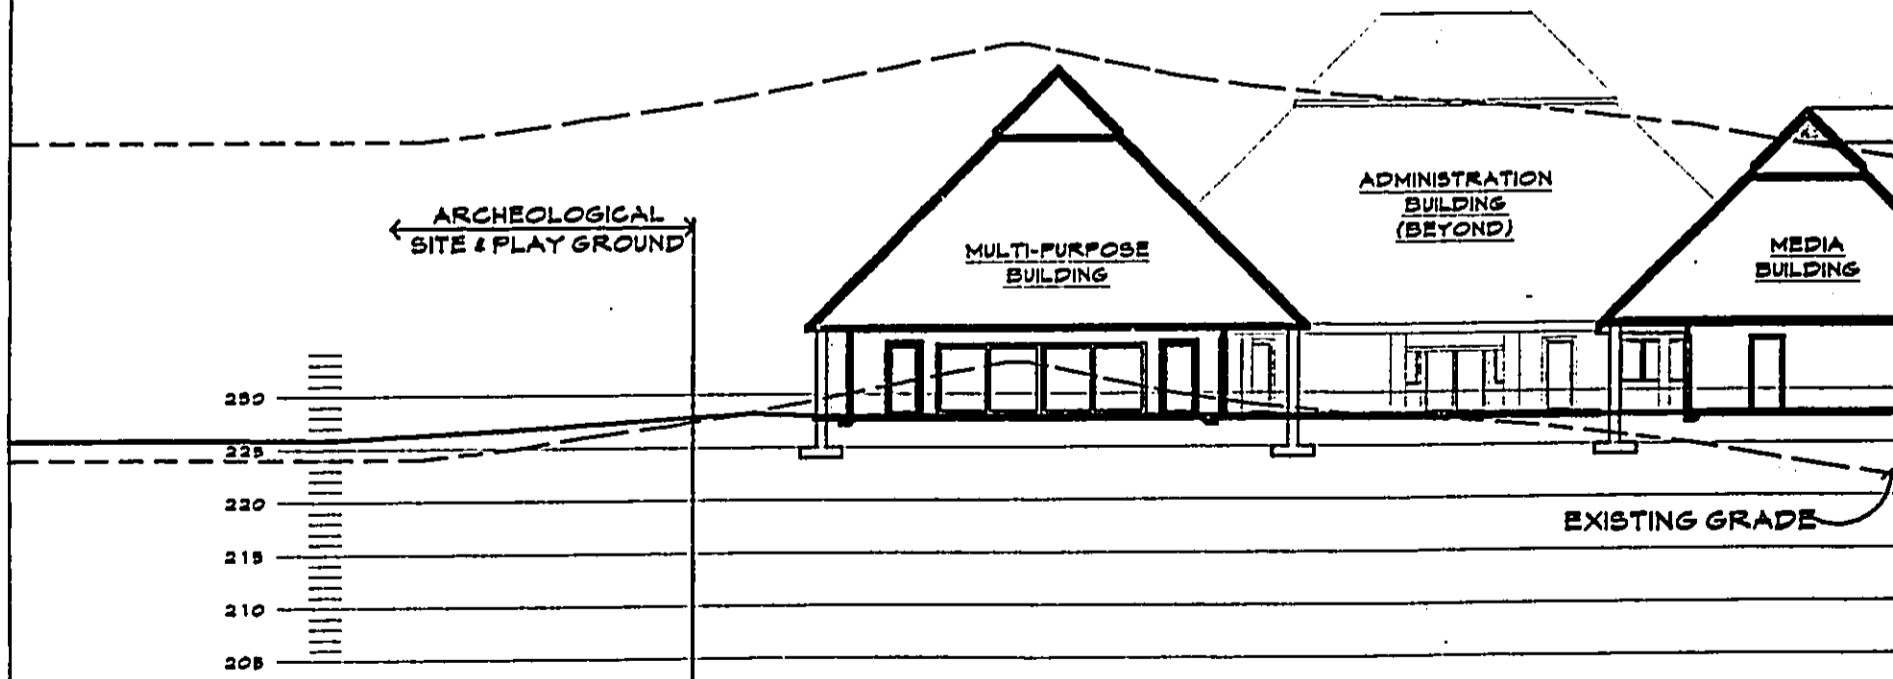 ADMINISTRATION
BUILDING
(BEYOND)
ARCHEOLOGICAL
SITE & PLAY GROUND
MULTI-PURPOSE
BUILDING
MEDIA
BUILDING
230
225
220
215
210
205
EXISTING GRADE